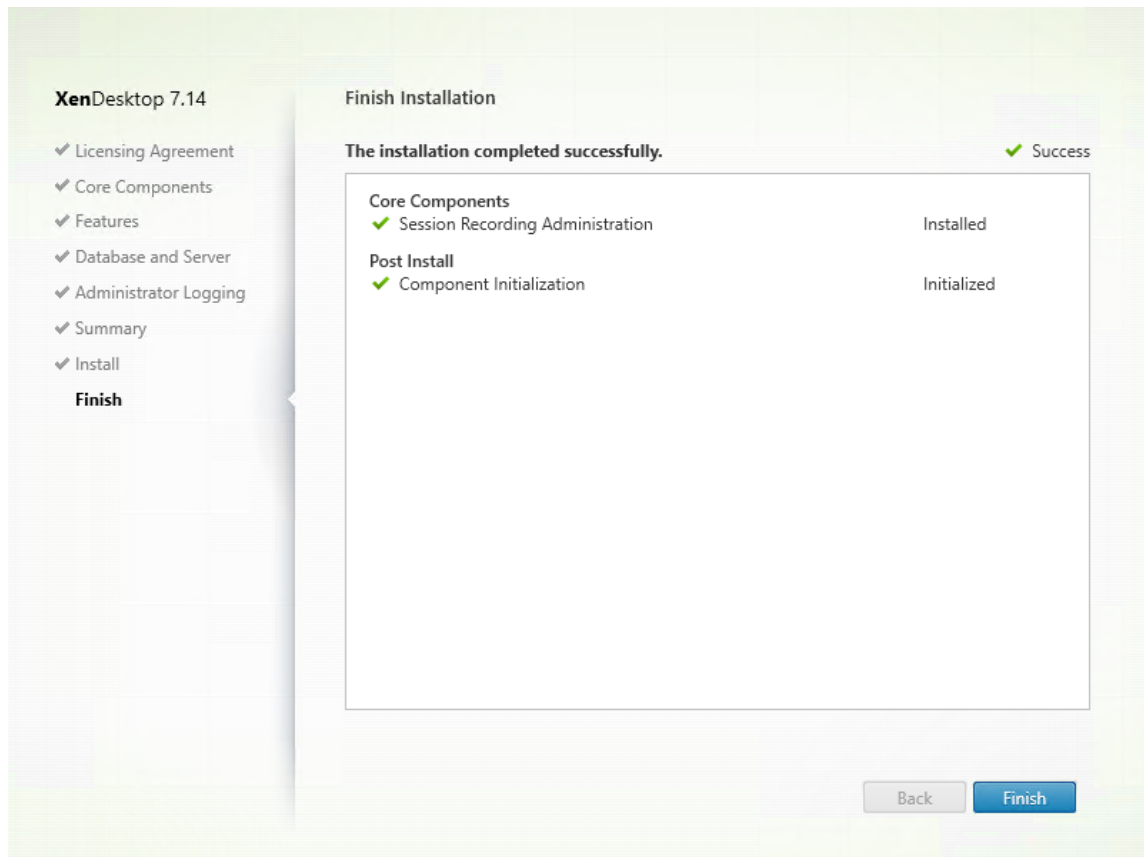 XenDesktop 7.14
Licensing Agreement
Core Components
Features
Database and Server
Administrator Logging
Summary
Install
Finish
Finish Installation
The installation completed successfully. Success
Core Components
Session Recording Administration Installed
Post Install
Component Initialization Initialized
Back Finish